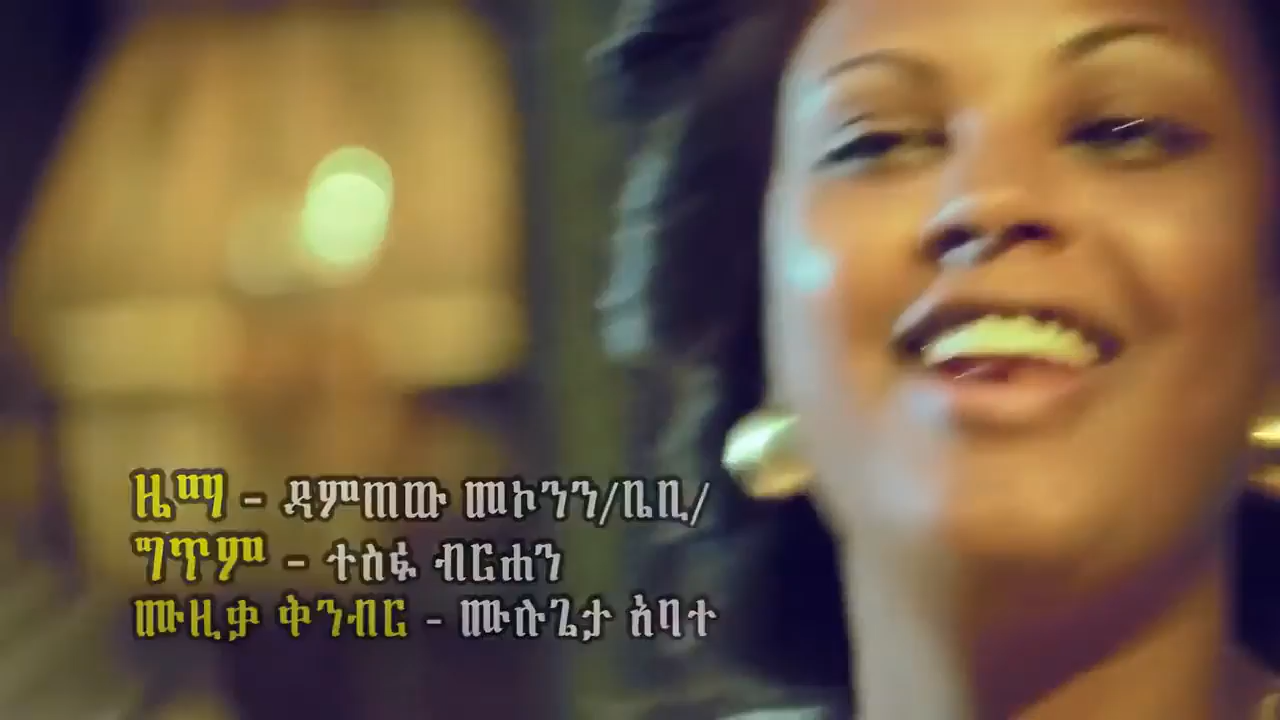 ዜማ - ዳምጠው መኮንን/ቤቢ/
ግጥም - ተስፋ ብርሐን
ሙዚቃ ቅንብር - ሙሉጌታ አባተ